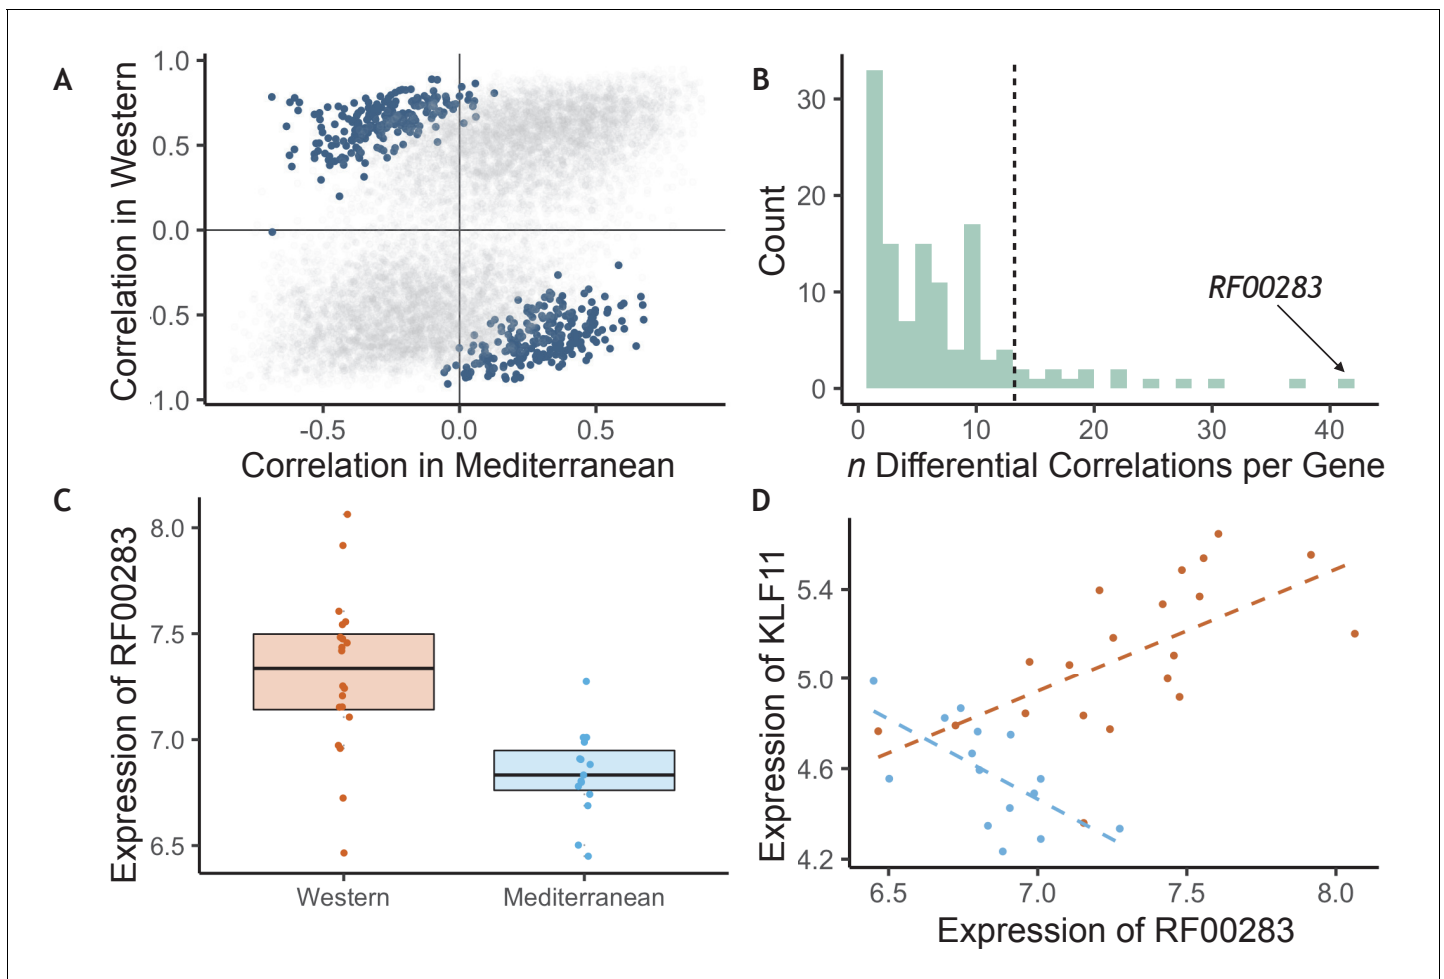 A
Correlation in Western
1.0
0.5
0.0
-0.5
1.0
-0.5
0.0
0.5
Correlation in Mediterranean
B
Count
30
20
10
0
RF00283
0
10
20
30
40
n Differential Correlations per Gene
C
Expression of RF00283
8.0
7.5
7.0
6.5
Western
Mediterranean
D
Expression of KLF11
5.4
5.0
4.6
4.2
6.5
7.0
7.5
8.0
Expression of RF00283